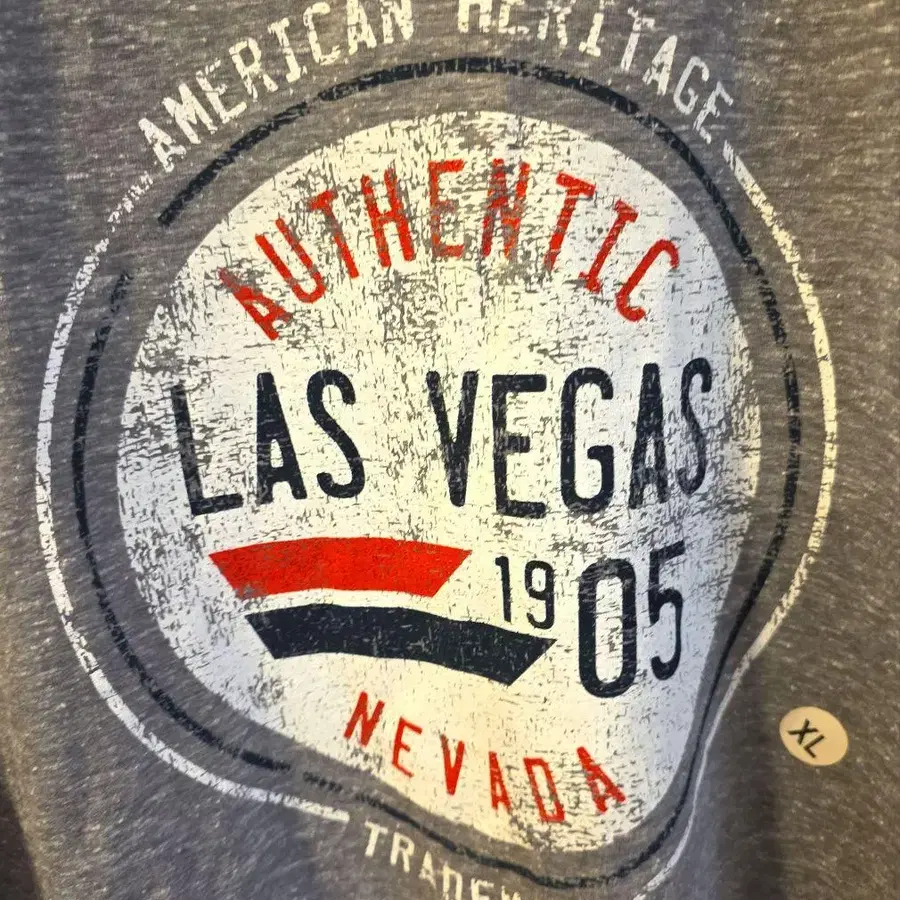 AMERICAN HERITAGE
AUTHENTIC
LAS VEGAS
1905
NEVADA
XL